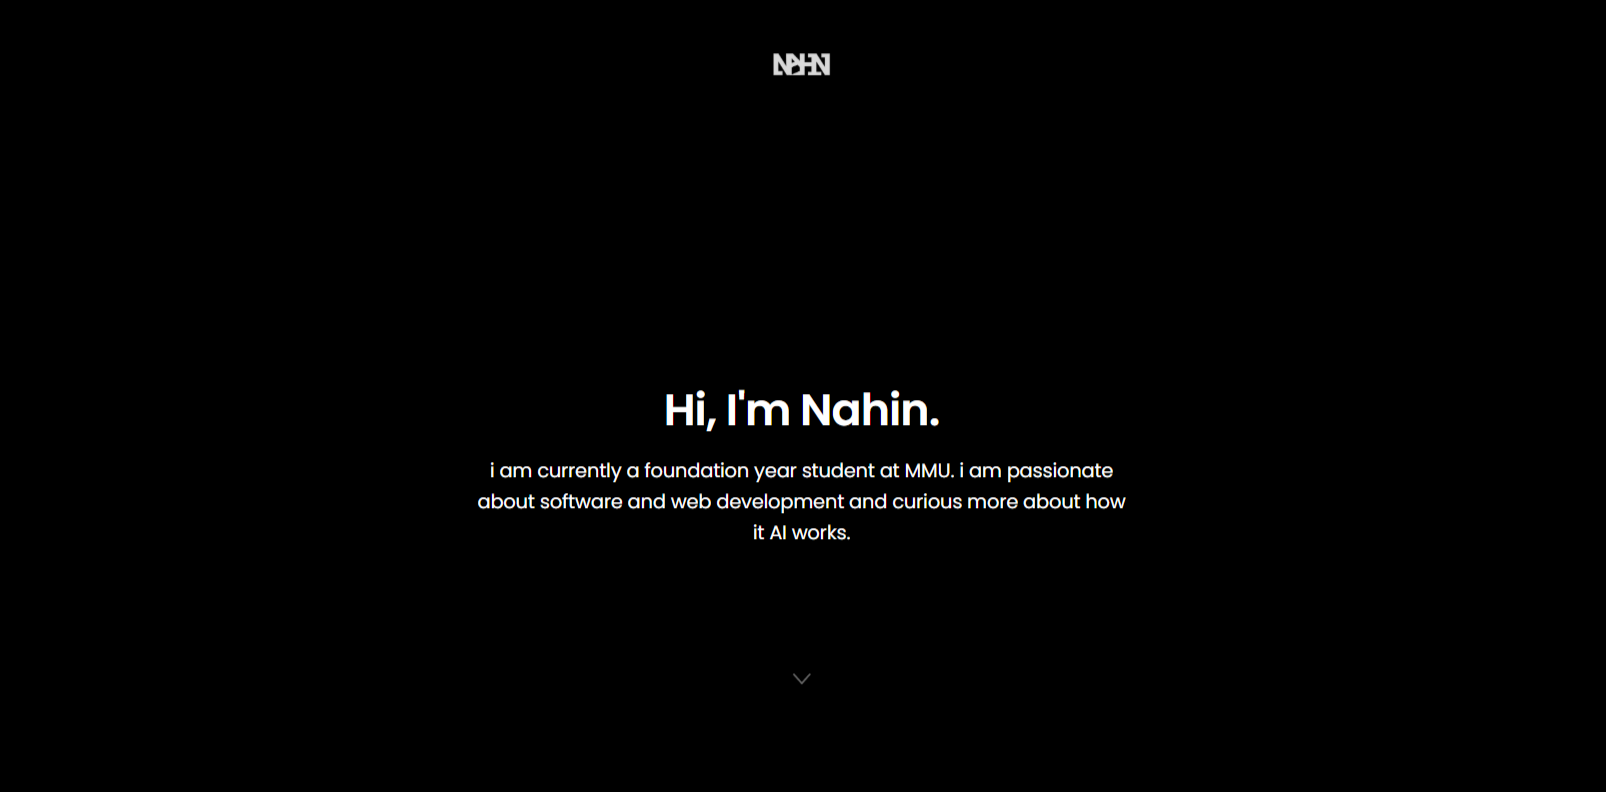 NAHIN
Hi, I'm Nahin.
i am currently a foundation year student at MMU. i am passionate
about software and web development and curious more about how
it AI works.